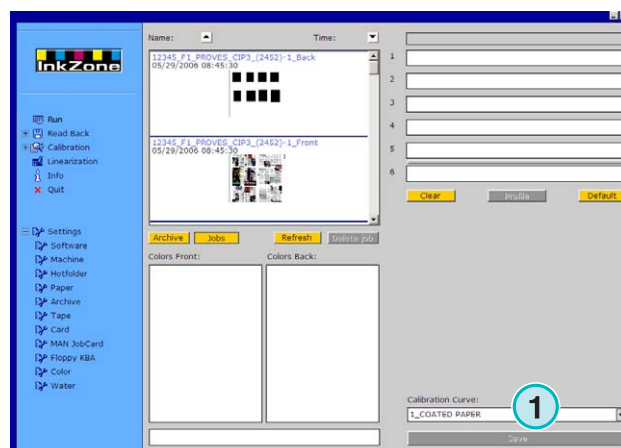 InkZone
Run
Read Back
Calibration
Linearization
Info
Quit
Settings
Software
Machine
Hotfolder
Paper
Archive
Tape
Card
MAN JobCard
Floppy KBA
Color
Water
Name:
Time:
12345_F1_PROVES_CIP3_(2452)-1_Back
05/29/2006 08:45:30
12345_F1_PROVES_CIP3_(2452)-1_Front
05/29/2006 08:45:30
Archive
Jobs
Refresh
Delete job
Colors Front:
Colors Back:
1
2
3
4
5
6
Clear
Profile
Default
Calibration Curve:
1_COATED PAPER
1
Save